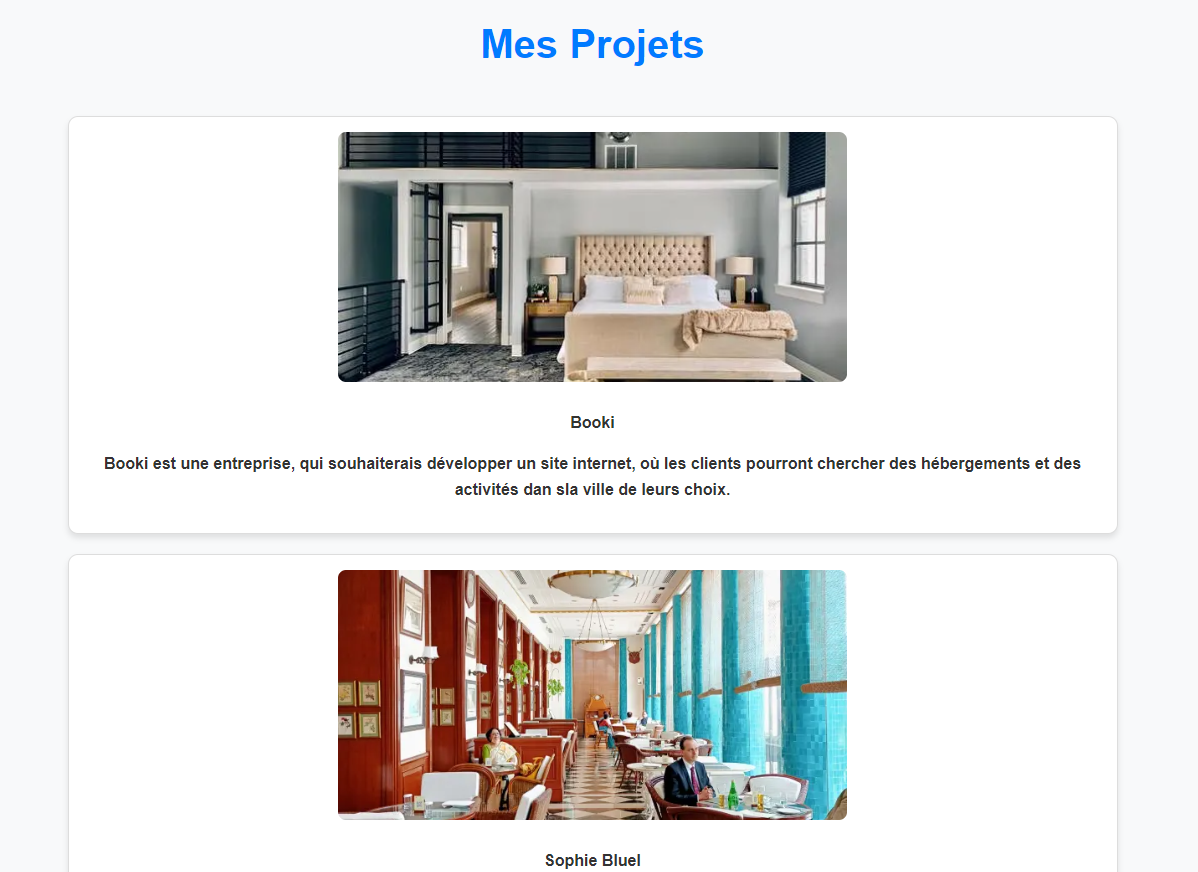 Mes Projets
Booki
Booki est une entreprise, qui souhaiterais développer un site internet, où les clients pourront chercher des hébergements et des
activités dan sla ville de leurs choix.
Sophie Bluel